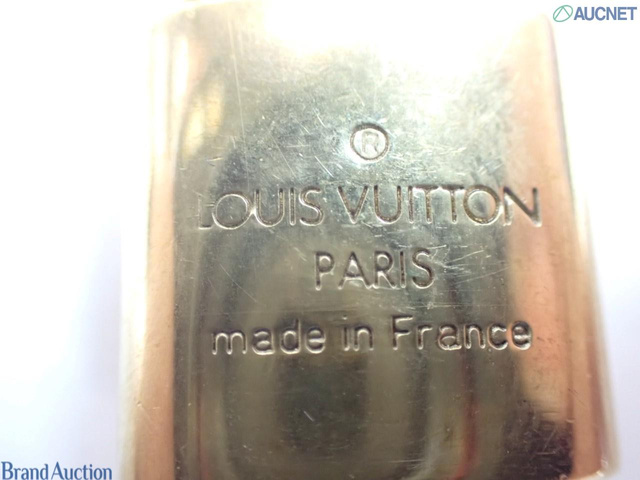 AUCNET
®
LOUIS VUITTON
PARIS
made in France
Brand Auction